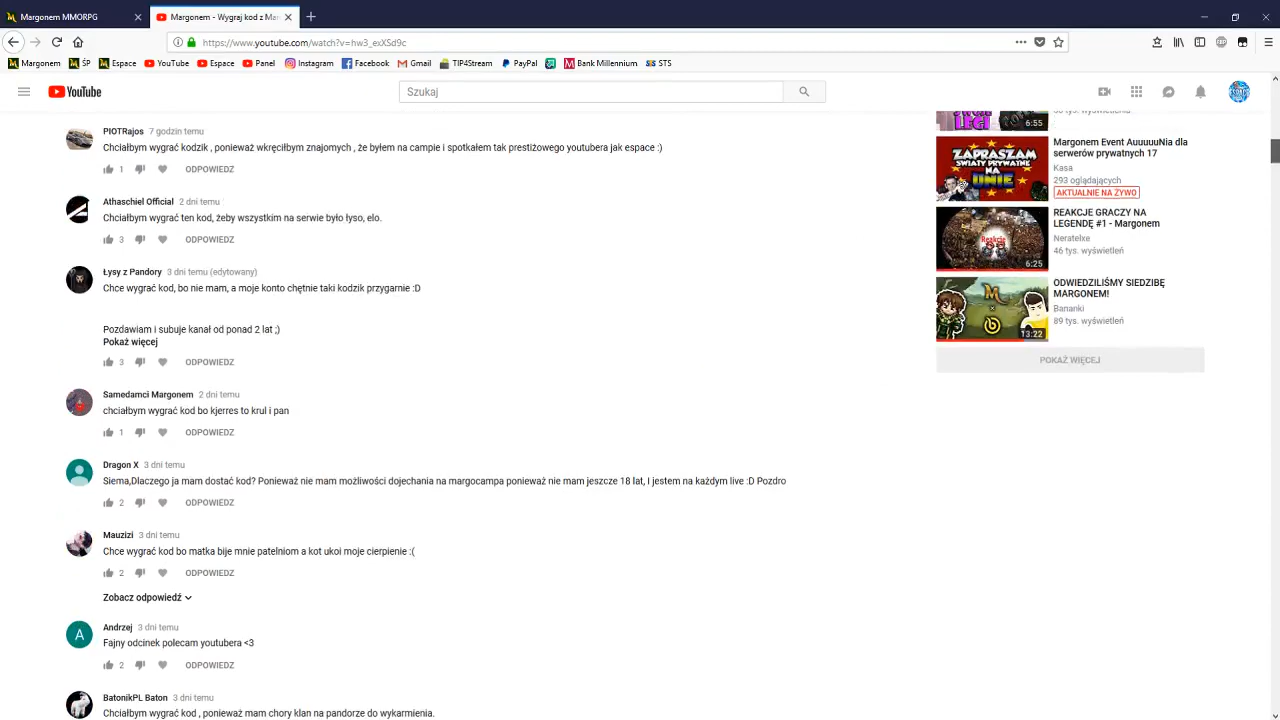 Margonem MMORPG
Margonem - Wygraj kod z Mar
https://www.youtube.com/watch?v=hw3_exXSd9c
Margonem ŚP Espace YouTube Espace Panel Instagram Facebook Gmail TIP4Stream PayPal Bank Millennium STS
YouTube
Szukaj
PIOTRajos 7 godzin temu
Chciałbym wygrać kodzik , ponieważ wkręciłbym znajomych , że byłem na campie i spotkałem tak prestiżowego youtubera jak espace :)
1 ODPOWIEDZ
Athaschiel Official 2 dni temu
Chciałbym wygrać ten kod, żeby wszystkim na serwie było łyso, elo.
3 ODPOWIEDZ
Łysy z Pandory 3 dni temu (edytowany)
Chce wygrać kod, bo nie mam, a moje konto chętnie taki kodzik przygarnie :D
Pozdawiam i subuje kanał od ponad 2 lat ;)
Pokaż więcej
3 ODPOWIEDZ
Samedamci Margonem 2 dni temu
chciałbym wygrać kod bo kjerres to krul i pan
1 ODPOWIEDZ
Dragon X 3 dni temu
Siema,Dlaczego ja mam dostać kod? Ponieważ nie mam możliwości dojechania na margocampa ponieważ nie mam jeszcze 18 lat, I jestem na każdym live :D Pozdro
2 ODPOWIEDZ
Mauzizi 3 dni temu
Chce wygrać kod bo matka bije mnie patelniom a kot ukoi moje cierpienie :(
2 ODPOWIEDZ
Zobacz odpowiedź
A
Andrzej 3 dni temu
Fajny odcinek polecam youtubera <3
2 ODPOWIEDZ
BatonikPL Baton 3 dni temu
Chciałbym wygrać kod , ponieważ mam chory klan na pandorze do wykarmienia.
LEGI
6:55
ZAPRASZAM
ŚWIATY PRYWATNE
NA
UNIE
Margonem Event AuuuuuNia dla
serwerów prywatnych 17
Kasa
293 oglądających
AKTUALNIE NA ŻYWO
Reakcje
6:25
REAKCJE GRACZY NA
LEGENDĘ #1 - Margonem
Neratelxe
46 tys. wyświetleń
M
13:22
ODWIEDZILIŚMY SIEDZIBĘ
MARGONEM!
Bananki
89 tys. wyświetleń
POKAŻ WIĘCEJ